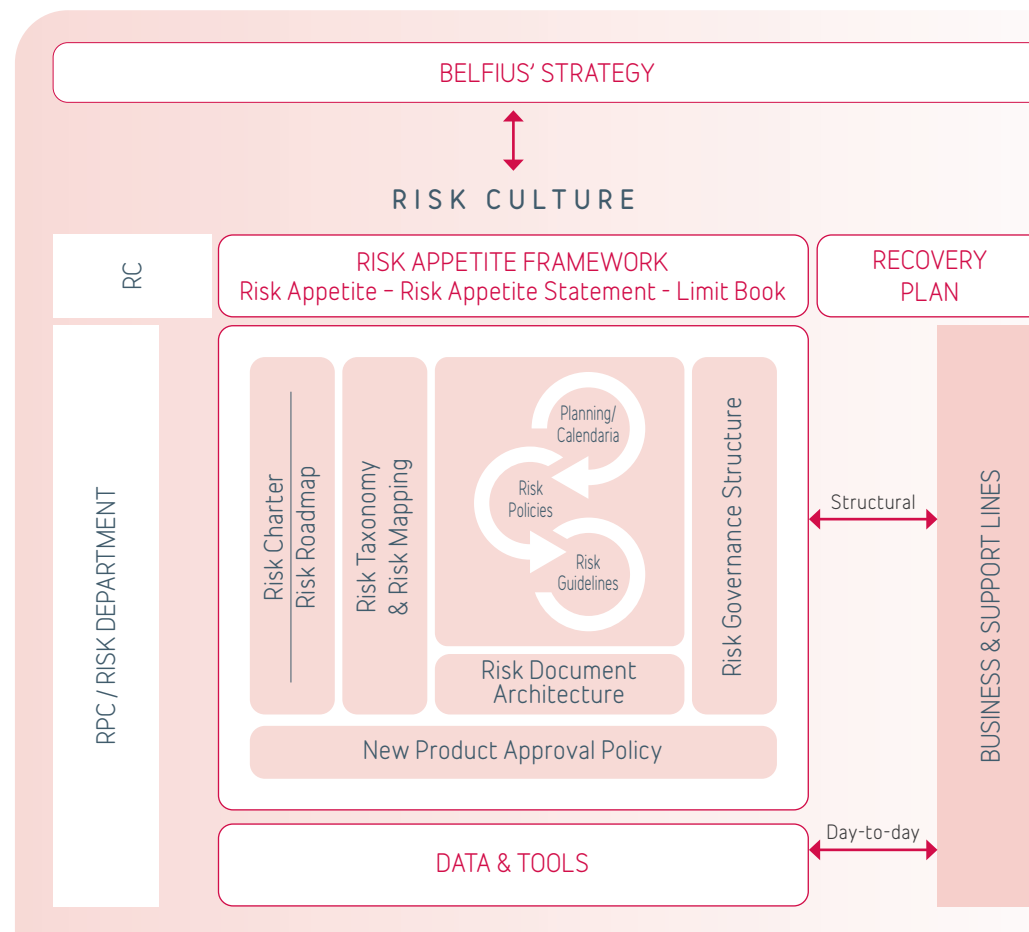 BELFIUS' STRATEGY
RISK CULTURE
RC
RISK APPETITE FRAMEWORK
Risk Appetite – Risk Appetite Statement - Limit Book
RECOVERY
PLAN
RPC / RISK DEPARTMENT
Risk Charter
Risk Roadmap
Risk Taxonomy
& Risk Mapping
Planning/
Calendaria
Risk
Policies
Risk
Guidelines
Risk Document
Architecture
Risk Governance Structure
New Product Approval Policy
Structural
BUSINESS & SUPPORT LINES
Day-to-day
DATA & TOOLS